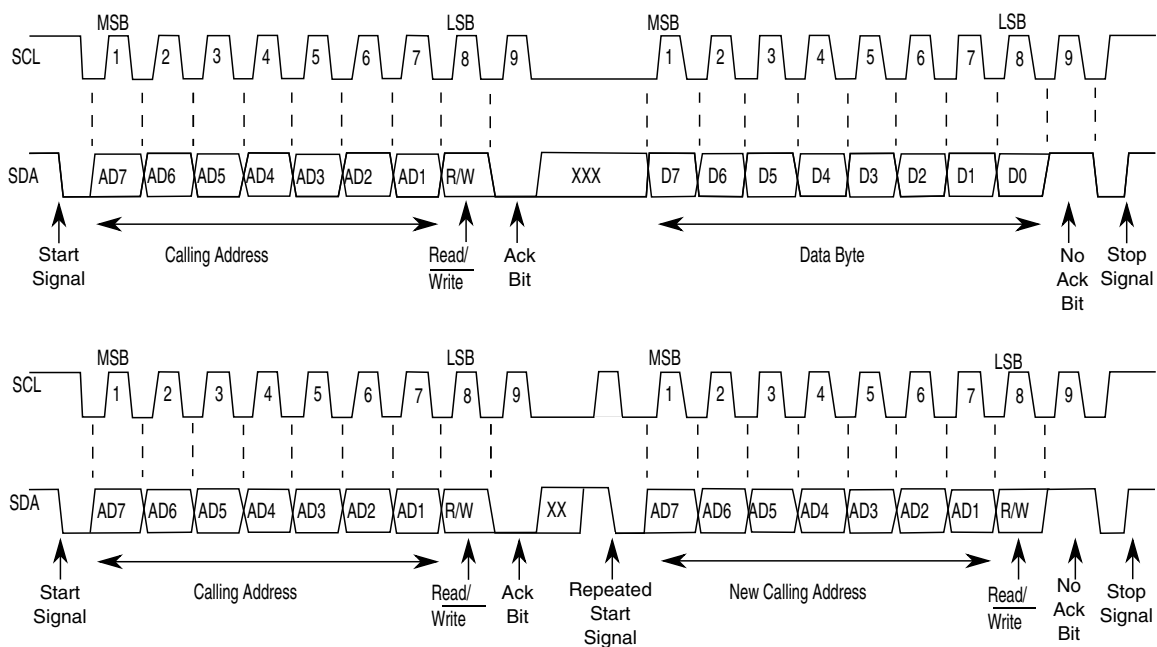 MSB LSB MSB LSB
SCL 1 2 3 4 5 6 7 8 9 1 2 3 4 5 6 7 8 9
SDA AD7 AD6 AD5 AD4 AD3 AD2 AD1 R/W XXX D7 D6 D5 D4 D3 D2 D1 D0
Start Signal
Calling Address
Read/Write
Ack Bit
Data Byte
No Ack Bit
Stop Signal
MSB LSB MSB LSB
SCL 1 2 3 4 5 6 7 8 9 1 2 3 4 5 6 7 8 9
SDA AD7 AD6 AD5 AD4 AD3 AD2 AD1 R/W XX AD7 AD6 AD5 AD4 AD3 AD2 AD1 R/W
Start Signal
Calling Address
Read/Write
Ack Bit
Repeated Start Signal
New Calling Address
Read/Write
No Ack Bit
Stop Signal